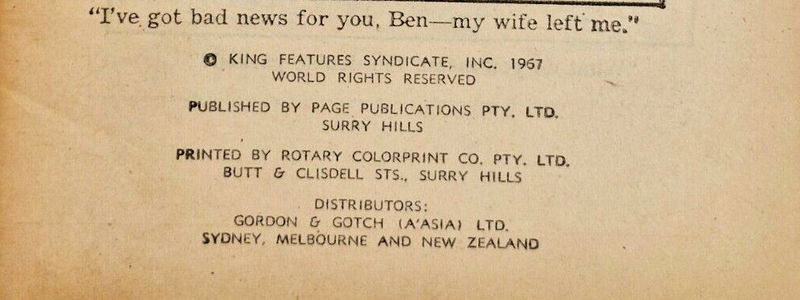 “I've got bad news for you, Ben—my wife left me.”
© KING FEATURES SYNDICATE, INC. 1967
WORLD RIGHTS RESERVED
PUBLISHED BY PAGE PUBLICATIONS PTY. LTD.
SURRY HILLS
PRINTED BY ROTARY COLORPRINT CO. PTY. LTD.
BUTT & CLISDELL STS., SURRY HILLS
DISTRIBUTORS:
GORDON & GOTCH (A'ASIA) LTD.
SYDNEY, MELBOURNE AND NEW ZEALAND